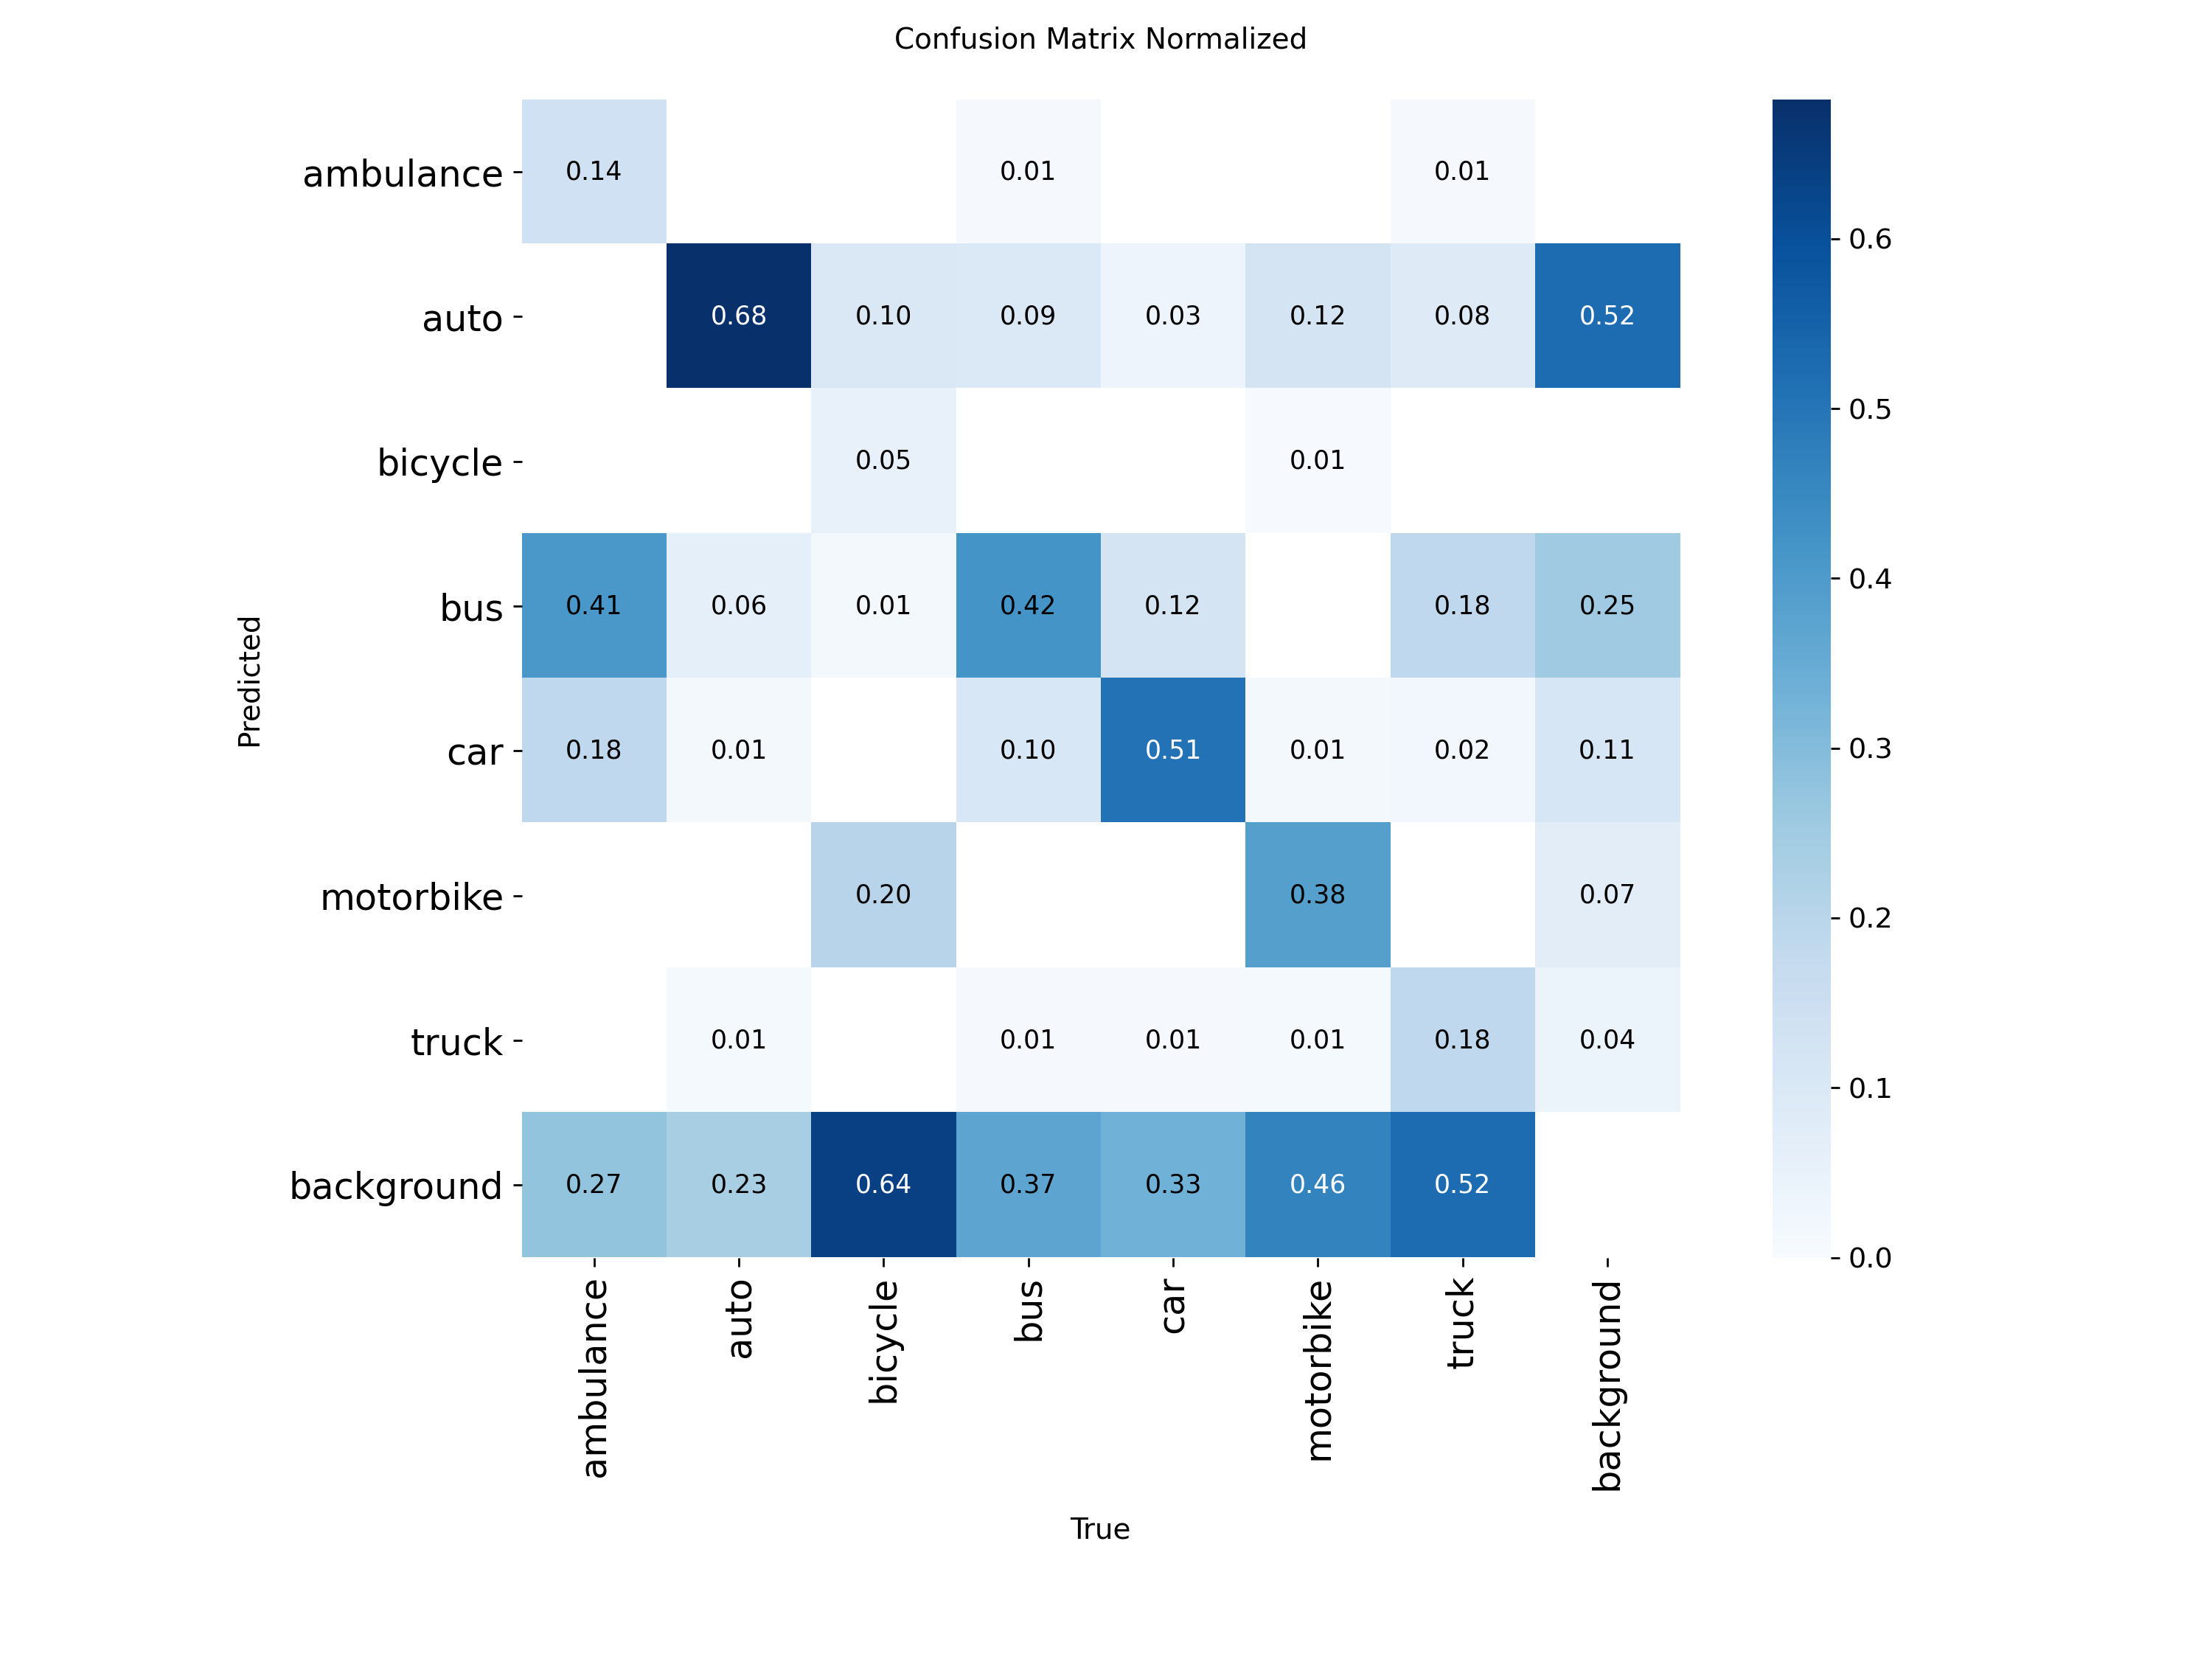 Confusion Matrix Normalized
ambulance 0.14 0.01 0.01
auto 0.68 0.10 0.09 0.03 0.12 0.08 0.52
bicycle 0.05 0.01
bus 0.41 0.06 0.01 0.42 0.12 0.18 0.25
car 0.18 0.01 0.10 0.51 0.01 0.02 0.11
motorbike 0.20 0.38 0.07
truck 0.01 0.01 0.01 0.01 0.18 0.04
background 0.27 0.23 0.64 0.37 0.33 0.46 0.52
Predicted
ambulance auto bicycle bus car motorbike truck background
True
0.6
0.5
0.4
0.3
0.2
0.1
0.0